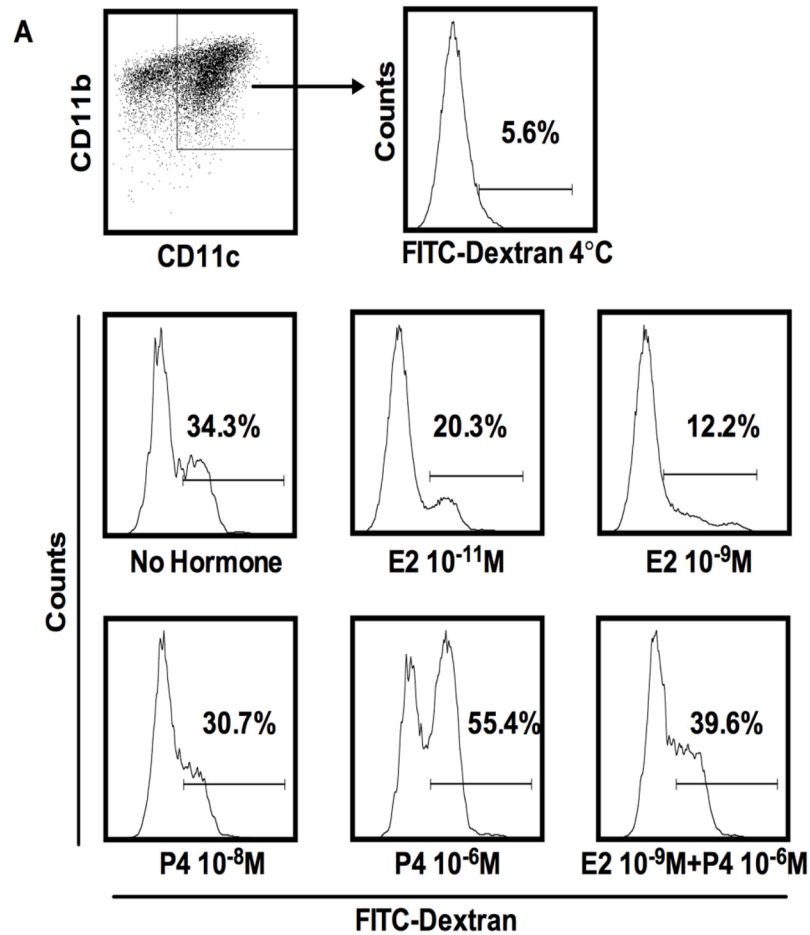 A
CD11b
CD11c
Counts
5.6%
FITC-Dextran 4°C
Counts
34.3%
No Hormone
20.3%
E2 10⁻¹¹M
12.2%
E2 10⁻⁹M
30.7%
P4 10⁻⁸M
55.4%
P4 10⁻⁶M
39.6%
E2 10⁻⁹M+P4 10⁻⁶M
FITC-Dextran